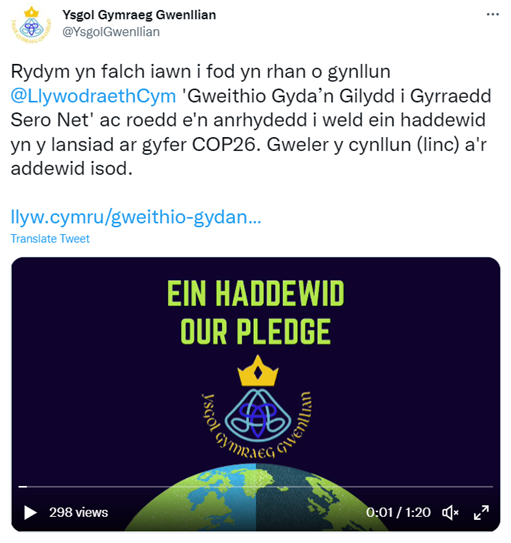 Ysgol Gymraeg Gwenllian
@YsgolGwenllian
Rydym yn falch iawn i fod yn rhan o gynllun
@LlywodraethCym 'Gweithio Gyda’n Gilydd i Gyrraedd
Sero Net' ac roedd e'n anrhydedd i weld ein haddewid
yn y lansiad ar gyfer COP26. Gweler y cynllun (linc) a'r
addewid isod.
llyw.cymru/gweithio-gydan...
Translate Tweet
EIN HADDEWID
OUR PLEDGE
YSGOL GYMRAEG GWENLLIAN
298 views
0:01 / 1:20